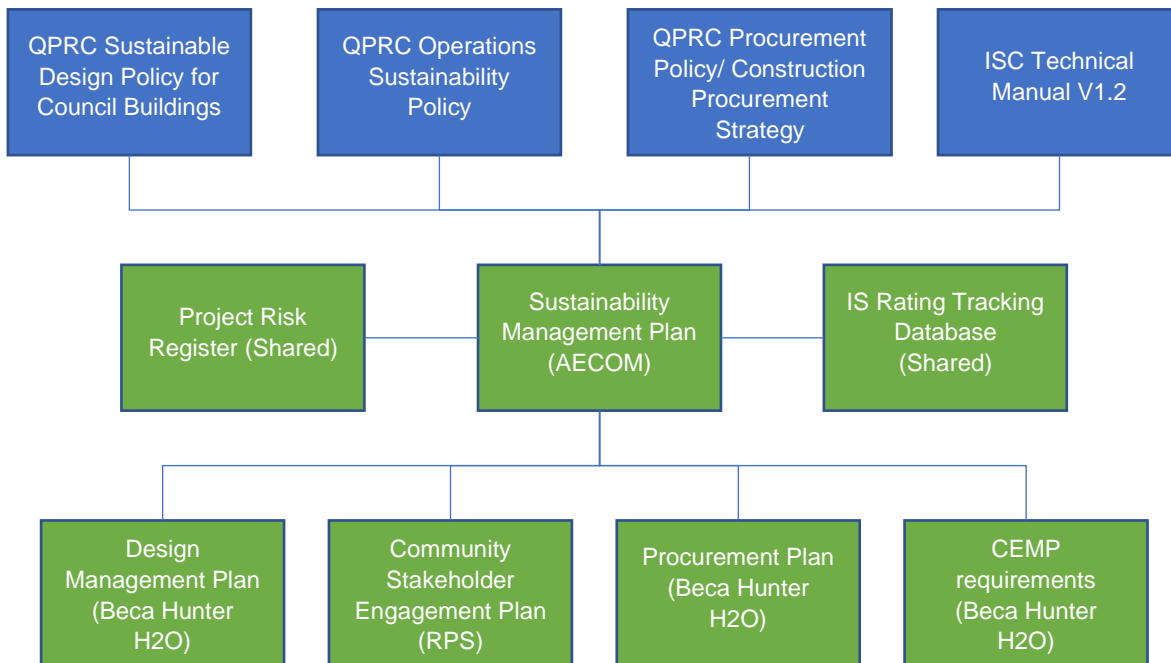 QPRC Sustainable
Design Policy for
Council Buildings
QPRC Operations
Sustainability
Policy
QPRC Procurement
Policy/ Construction
Procurement
Strategy
ISC Technical
Manual V1.2
Project Risk
Register (Shared)
Sustainability
Management Plan
(AECOM)
IS Rating Tracking
Database
(Shared)
Design
Management Plan
(Beca Hunter
H2O)
Community
Stakeholder
Engagement Plan
(RPS)
Procurement Plan
(Beca Hunter
H2O)
CEMP
requirements
(Beca Hunter
H2O)